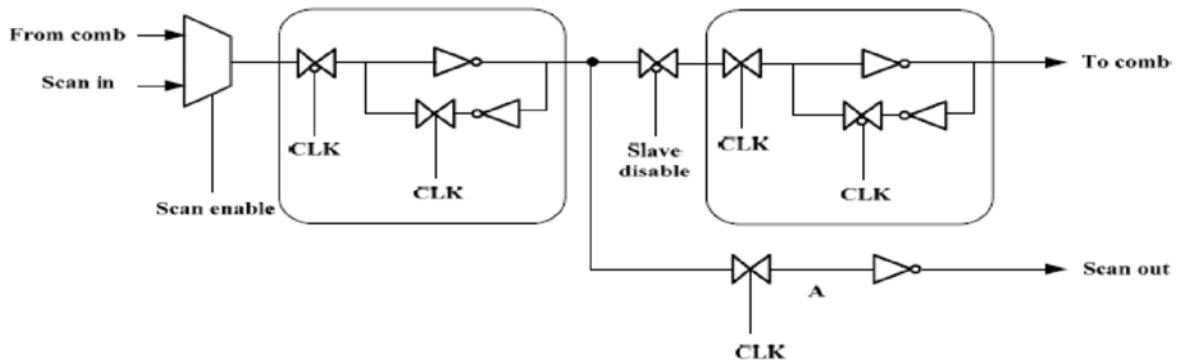 From comb
Scan in
Scan enable
CLK
CLK
Slave
disable
CLK
CLK
To comb
A
CLK
Scan out